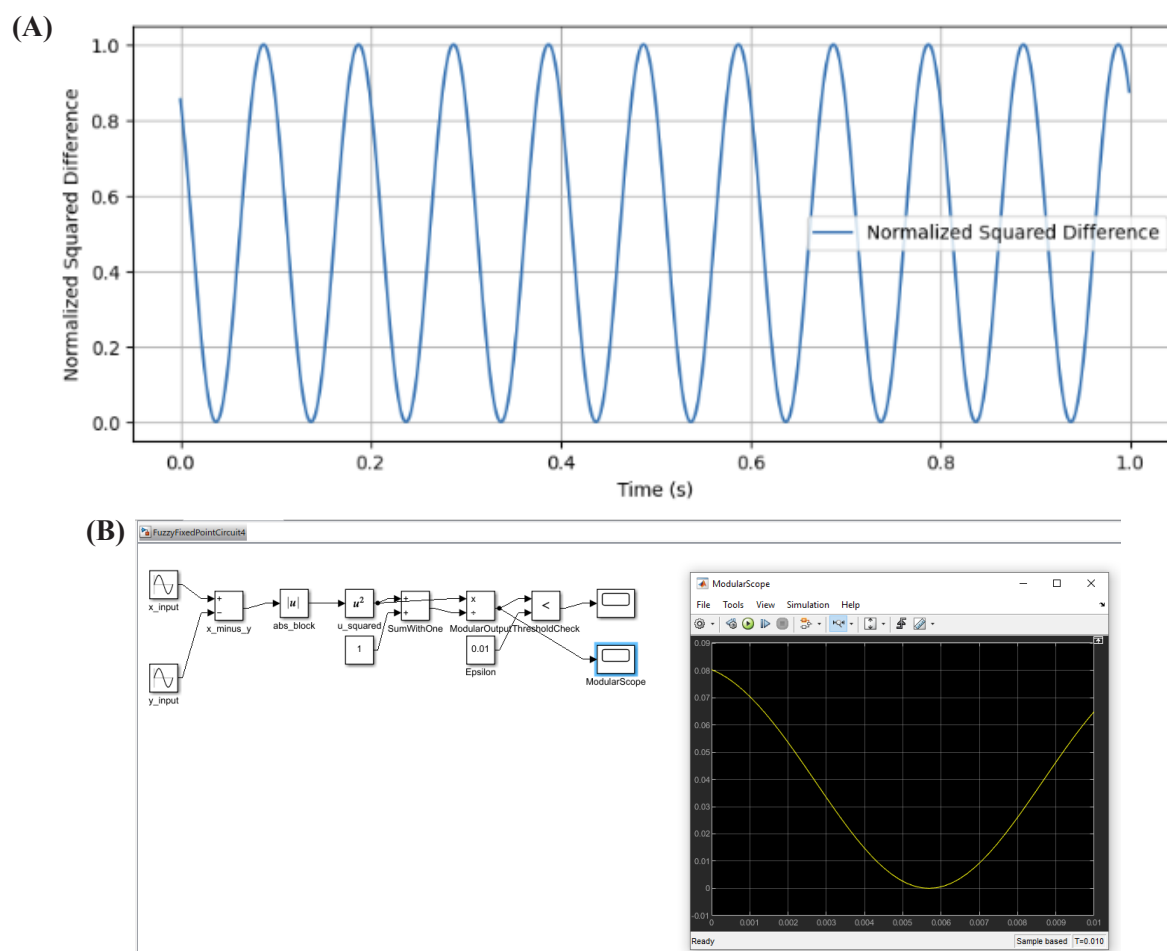 (A)
1.0
0.8
0.6
0.4
0.2
0.0
Normalized Squared Difference
Normalized Squared Difference
0.0 0.2 0.4 0.6 0.8 1.0
Time (s)
(B)
FuzzyFixedPointCircuit4
x_input
y_input
+
−
x_minus_y
|u|
abs_block
u²
u_squared
1
+
+
SumWithOne
x
÷
ModularOutput
0.01
Epsilon
<
ThresholdCheck
ModularScope
ModularScope
File Tools View Simulation Help
0.09
0.08
0.07
0.06
0.05
0.04
0.03
0.02
0.01
0
-0.01
0 0.001 0.002 0.003 0.004 0.005 0.006 0.007 0.008 0.009 0.01
Ready
Sample based T=0.010